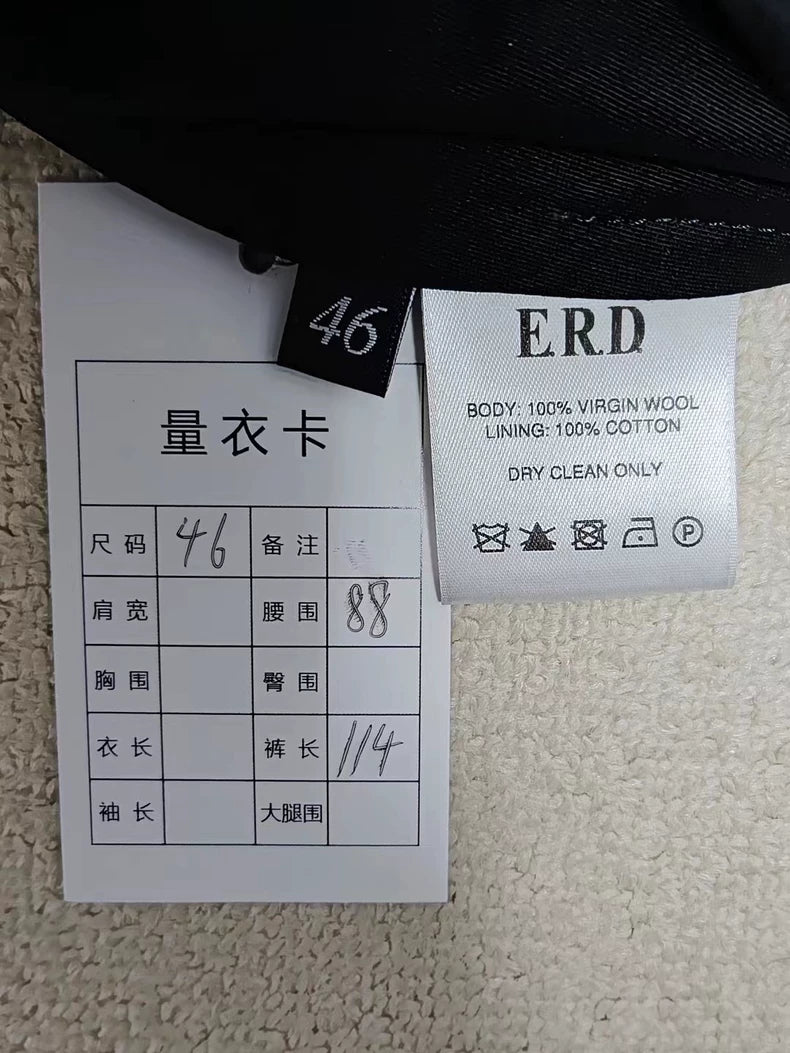 46
ERD
BODY: 100% VIRGIN WOOL
LINING: 100% COTTON
DRY CLEAN ONLY
P
量衣卡
尺码 46 备注
肩宽 腰围 88
胸围 臀围
衣长 裤长 114
袖长 大腿围